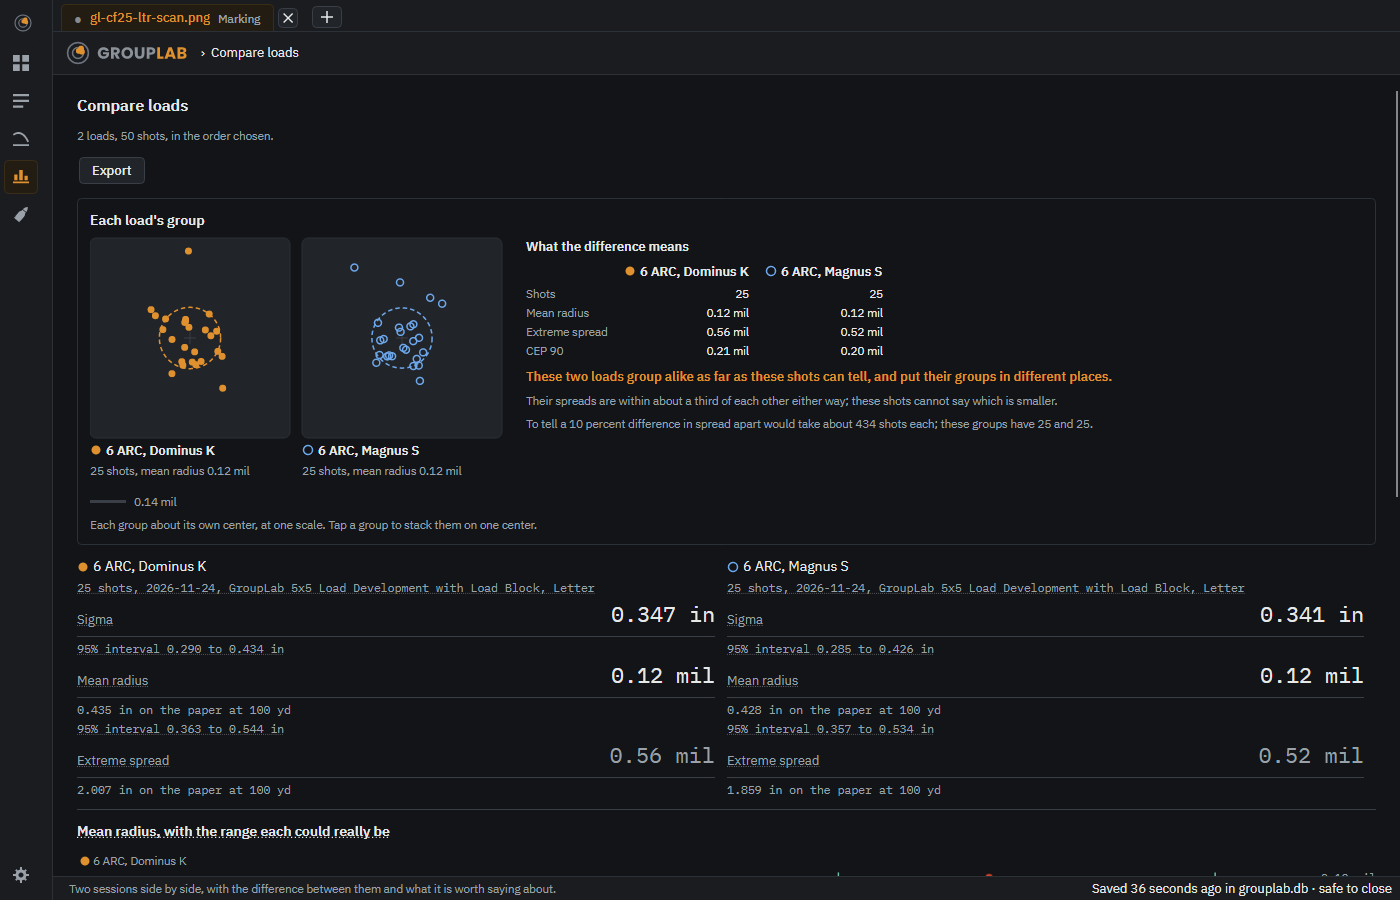 gl-cf25-ltr-scan.png Marking
GROUPLAB › Compare loads
Compare loads
2 loads, 50 shots, in the order chosen.
Export
Each load's group
What the difference means
6 ARC, Dominus K 6 ARC, Magnus S
Shots 25 25
Mean radius 0.12 mil 0.12 mil
Extreme spread 0.56 mil 0.52 mil
CEP 90 0.21 mil 0.20 mil
These two loads group alike as far as these shots can tell, and put their groups in different places.
Their spreads are within about a third of each other either way; these shots cannot say which is smaller.
To tell a 10 percent difference in spread apart would take about 434 shots each; these groups have 25 and 25.
6 ARC, Dominus K 6 ARC, Magnus S
25 shots, mean radius 0.12 mil 25 shots, mean radius 0.12 mil
0.14 mil
Each group about its own center, at one scale. Tap a group to stack them on one center.
6 ARC, Dominus K
25 shots, 2026-11-24, GroupLab 5x5 Load Development with Load Block, Letter
Sigma 0.347 in
95% interval 0.290 to 0.434 in
Mean radius 0.12 mil
0.435 in on the paper at 100 yd
95% interval 0.363 to 0.544 in
Extreme spread 0.56 mil
2.007 in on the paper at 100 yd
6 ARC, Magnus S
25 shots, 2026-11-24, GroupLab 5x5 Load Development with Load Block, Letter
Sigma 0.341 in
95% interval 0.285 to 0.426 in
Mean radius 0.12 mil
0.428 in on the paper at 100 yd
95% interval 0.357 to 0.534 in
Extreme spread 0.52 mil
1.859 in on the paper at 100 yd
Mean radius, with the range each could really be
6 ARC, Dominus K
Two sessions side by side, with the difference between them and what it is worth saying about.
Saved 36 seconds ago in grouplab.db · safe to close